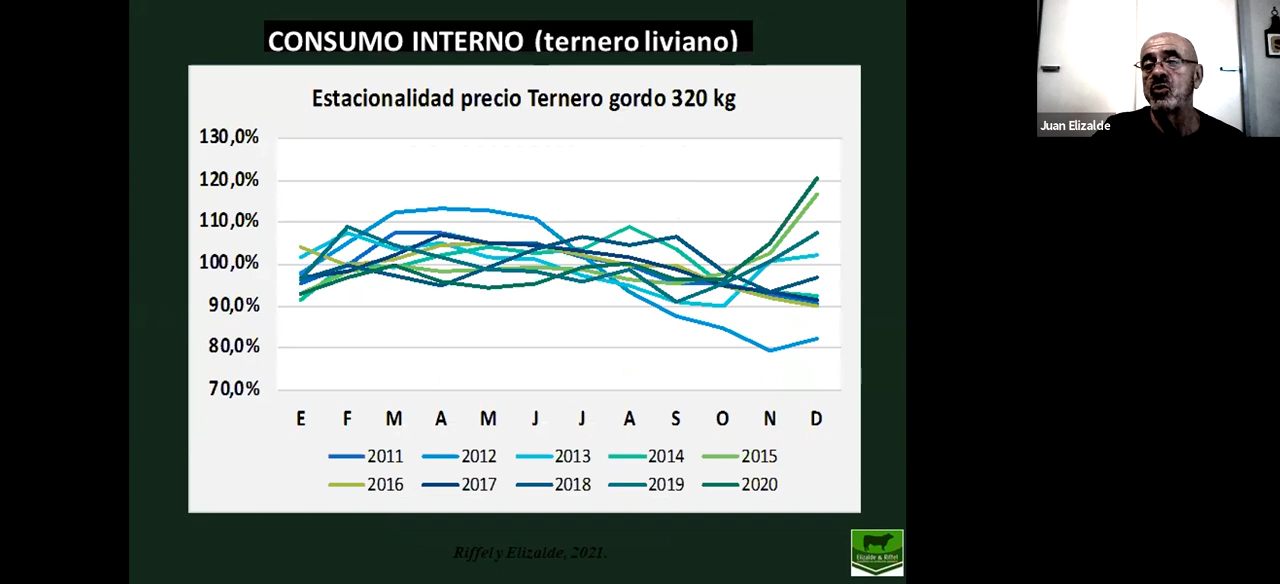 CONSUMO INTERNO (ternero liviano)
Juan Elizalde
Estacionalidad precio Ternero gordo 320 kg
130,0%
120,0%
110,0%
100,0%
90,0%
80,0%
70,0%
E F M A M J J A S O N D
2011 2012 2013 2014 2015
2016 2017 2018 2019 2020
Riffel y Elizalde, 2021.
Elizalde & Riffel